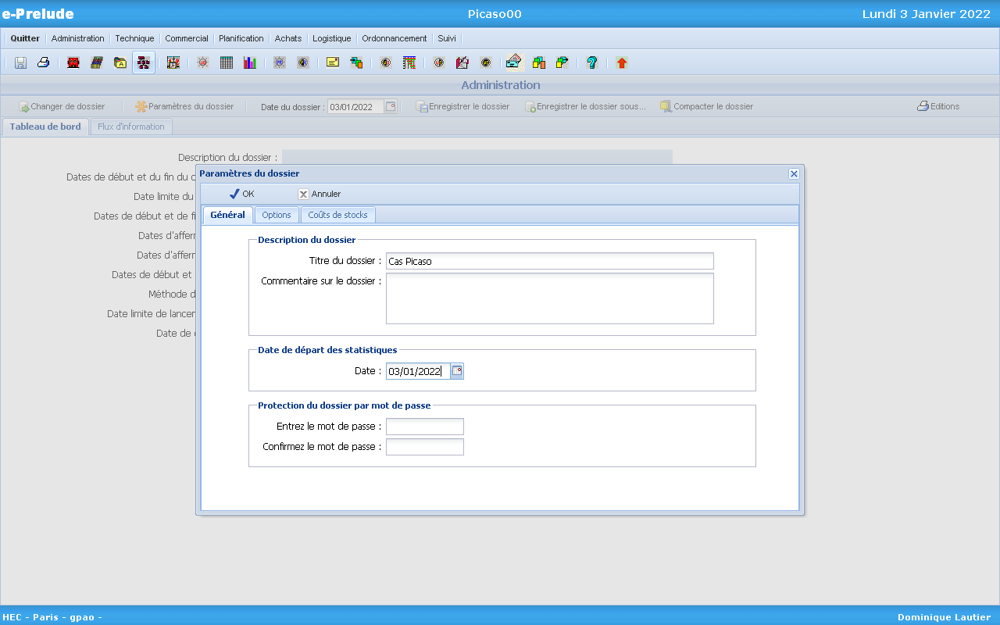 e-Prelude Picaso00 Lundi 3 Janvier 2022
Quitter Administration Technique Commercial Planification Achats Logistique Ordonnancement Suivi
Administration
Changer de dossier Paramètres du dossier Date du dossier : 03/01/2022 Enregistrer le dossier Enregistrer le dossier sous... Compacter le dossier Editions
Tableau de bord Flux d'information
Description du dossier :
Dates de début et du fin du
Date limite du
Dates de début et de
Dates
Dates
Dates de début et
Méthode
Date limite de
Date de
Paramètres du dossier
OK Annuler
Général Options Coûts de stocks
Description du dossier
Titre du dossier : Cas Picaso
Commentaire sur le dossier :
Date de départ des statistiques
Date : 03/01/2022
Protection du dossier par mot de passe
Entrez le mot de passe :
Confirmez le mot de passe :
HEC - Paris - gpao - Dominique Lautier